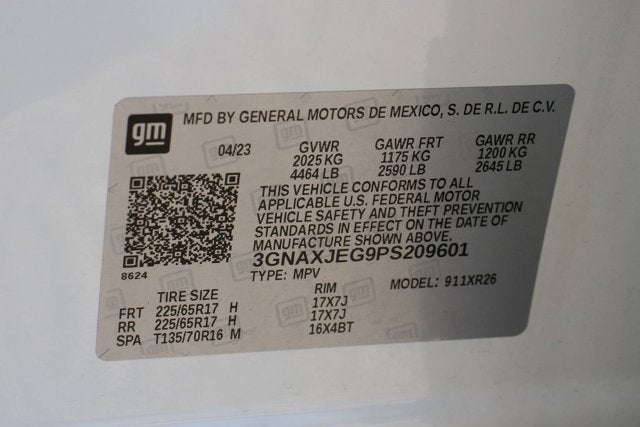 gm MFD BY GENERAL MOTORS DE MEXICO, S. DE R.L. DE C.V.
04/23 GVWR GAWR FRT GAWR RR
2025 KG 1175 KG 1200 KG
4464 LB 2590 LB 2645 LB
THIS VEHICLE CONFORMS TO ALL
APPLICABLE U.S. FEDERAL MOTOR
VEHICLE SAFETY AND THEFT PREVENTION
STANDARDS IN EFFECT ON THE DATE OF
MANUFACTURE SHOWN ABOVE.
3GNAXJEG9PS209601
8624
TYPE: MPV MODEL: 911XR26
TIRE SIZE RIM
FRT 225/65R17 H 17X7J
RR 225/65R17 H 17X7J
SPA T135/70R16 M 16X4BT